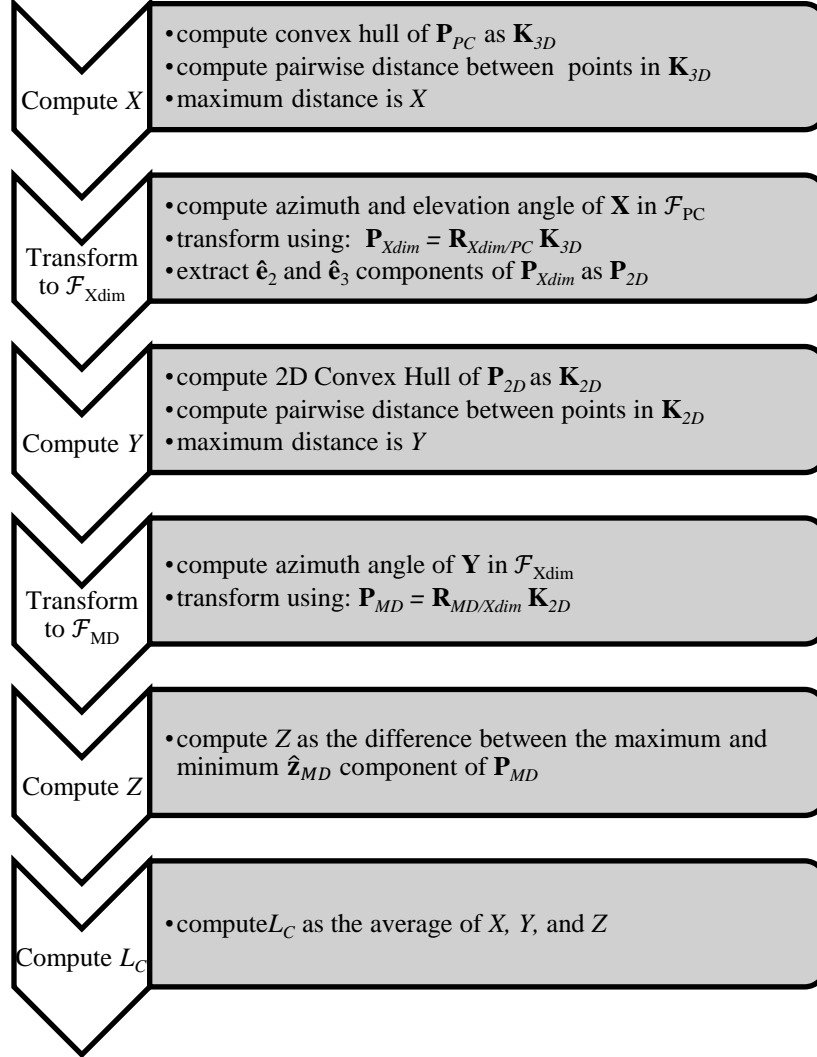 Compute X
•compute convex hull of P_PC as K_3D
•compute pairwise distance between points in K_3D
•maximum distance is X
Transform
to ℱ_Xdim
•compute azimuth and elevation angle of X in ℱ_PC
•transform using: P_Xdim = R_Xdim/PC K_3D
•extract ê_2 and ê_3 components of P_Xdim as P_2D
Compute Y
•compute 2D Convex Hull of P_2D as K_2D
•compute pairwise distance between points in K_2D
•maximum distance is Y
Transform
to ℱ_MD
•compute azimuth angle of Y in ℱ_Xdim
•transform using: P_MD = R_MD/Xdim K_2D
Compute Z
•compute Z as the difference between the maximum and
minimum ẑ_MD component of P_MD
Compute L_C
•computeL_C as the average of X, Y, and Z